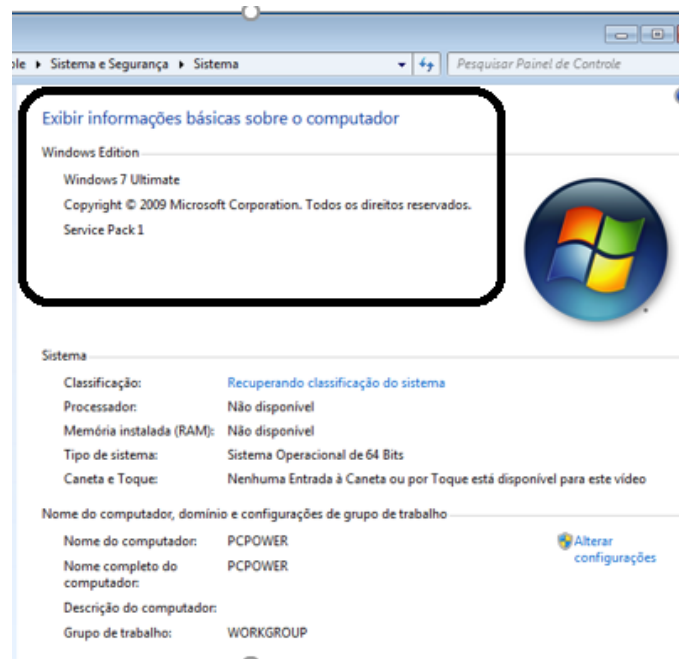 ole ▸ Sistema e Segurança ▸ Sistema
Pesquisar Painel de Controle
Exibir informações básicas sobre o computador
Windows Edition
Windows 7 Ultimate
Copyright © 2009 Microsoft Corporation. Todos os direitos reservados.
Service Pack 1
Sistema
Classificação: Recuperando classificação do sistema
Processador: Não disponível
Memória instalada (RAM): Não disponível
Tipo de sistema: Sistema Operacional de 64 Bits
Caneta e Toque: Nenhuma Entrada à Caneta ou por Toque está disponível para este vídeo
Nome do computador, domínio e configurações de grupo de trabalho
Nome do computador: PCPOWER
Alterar
configurações
Nome completo do
computador:
PCPOWER
Descrição do computador:
Grupo de trabalho: WORKGROUP